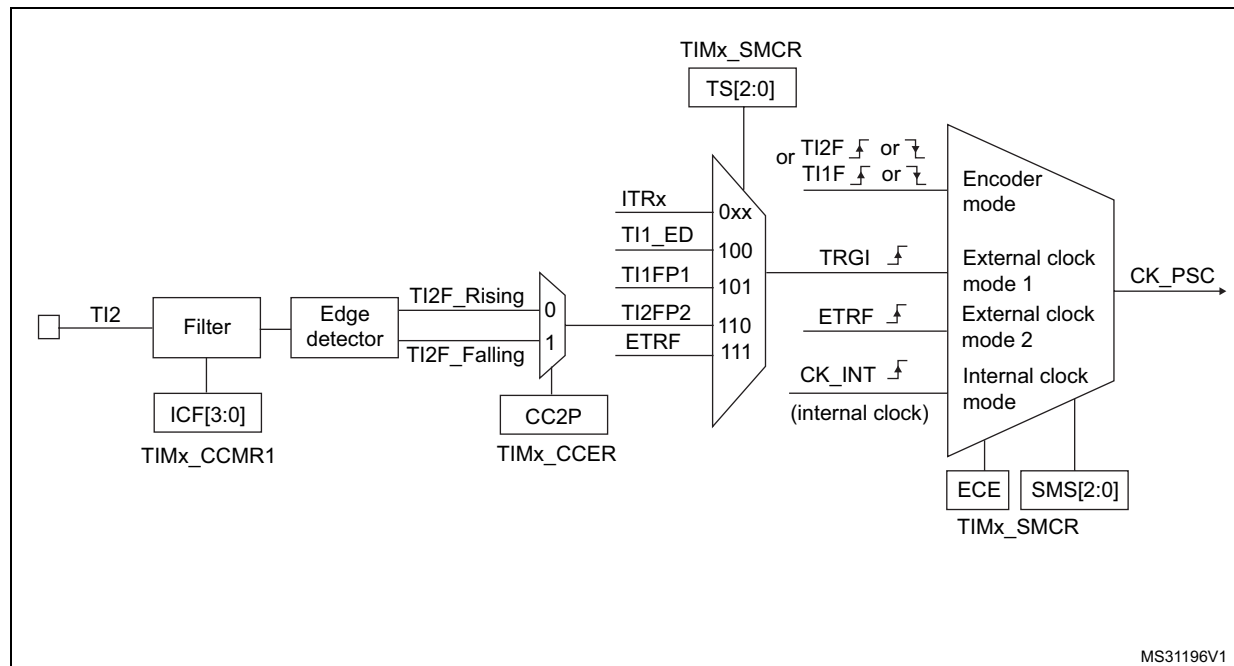 TIMx_SMCR
TS[2:0]
or TI2F or
TI1F or
Encoder
mode
ITRx
0xx
TI1_ED
100
TRGI
External clock
mode 1
CK_PSC
TI1FP1
101
TI2
Filter
Edge
detector
TI2F_Rising
0
TI2F_Falling
1
TI2FP2
110
ETRF
111
ETRF
External clock
mode 2
CK_INT
(internal clock)
Internal clock
mode
ICF[3:0]
TIMx_CCMR1
CC2P
TIMx_CCER
ECE
SMS[2:0]
TIMx_SMCR
MS31196V1